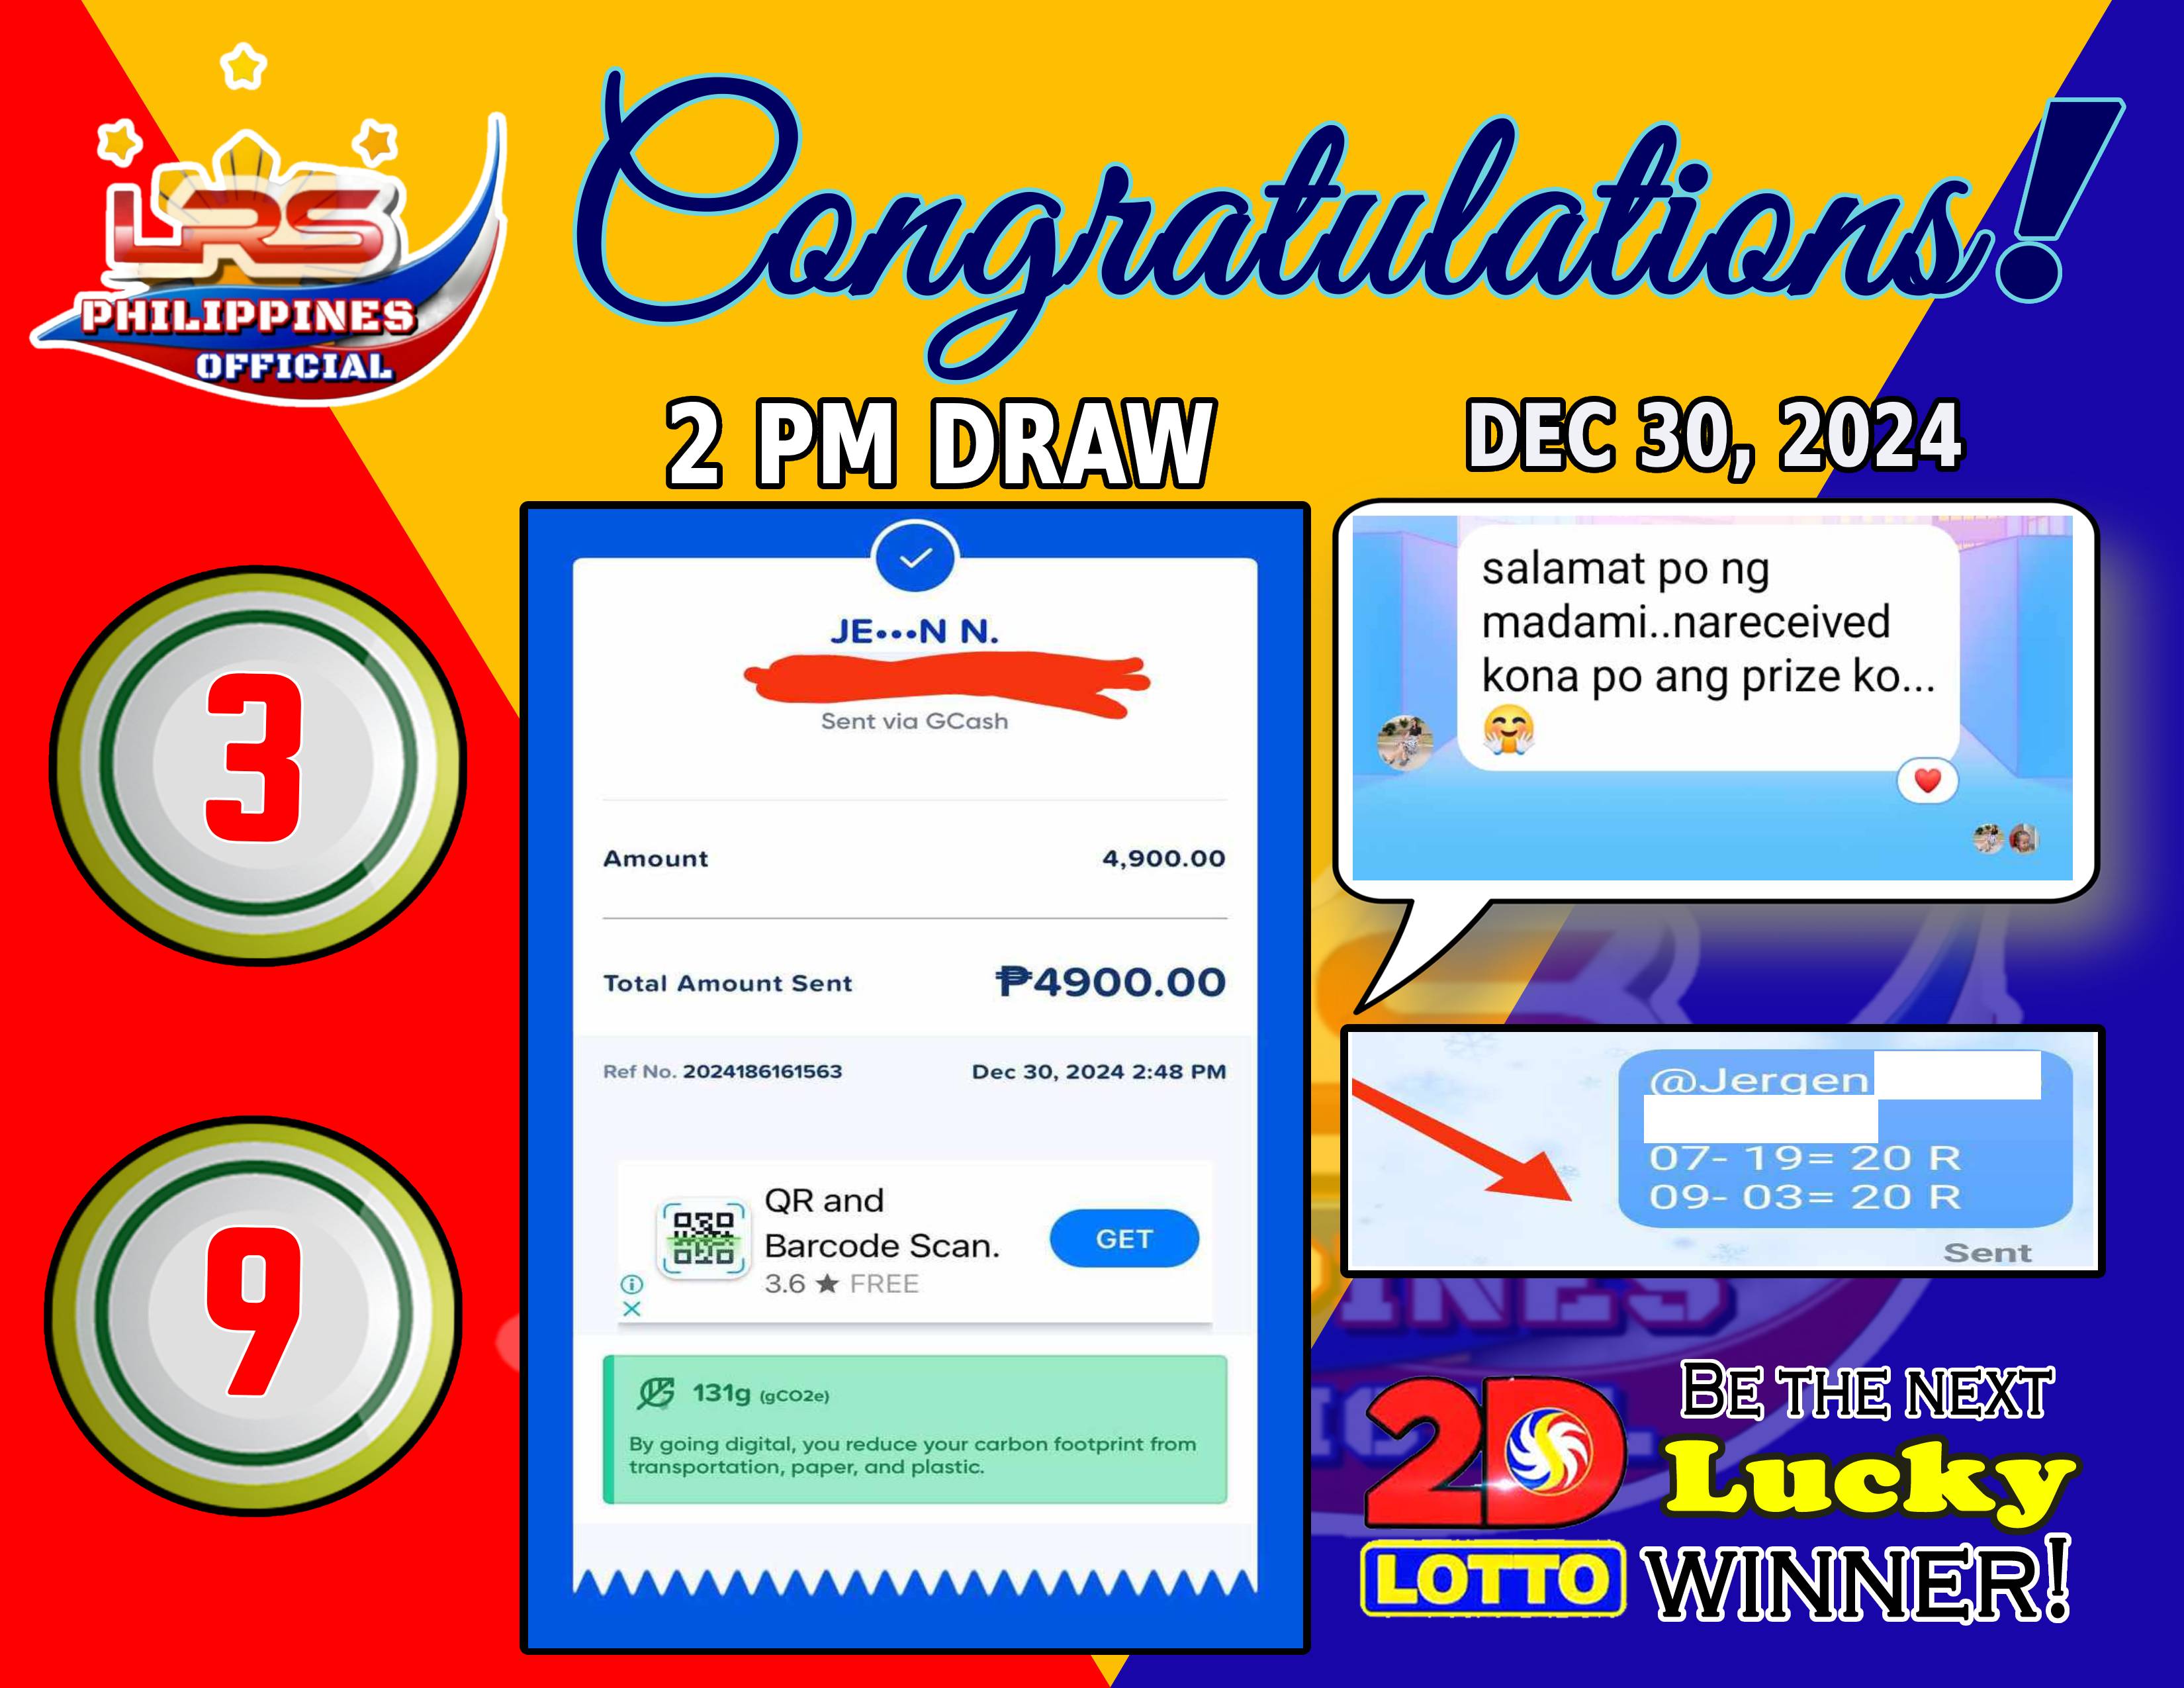 LRS
PHILIPPINES
OFFICIAL
Congratulations!
2 PM DRAW
DEC 30, 2024
3
9
JE•••N N.
Sent via GCash
Amount 4,900.00
Total Amount Sent ₱4900.00
Ref No. 2024186161563 Dec 30, 2024 2:48 PM
QR and
Barcode Scan.
3.6 ★ FREE
GET
131g (gCO2e)
By going digital, you reduce your carbon footprint from
transportation, paper, and plastic.
salamat po ng
madami..nareceived
kona po ang prize ko...
🤗
@Jergen
07- 19= 20 R
09- 03= 20 R
Sent
2D
LOTTO
BE THE NEXT
Lucky
WINNER!